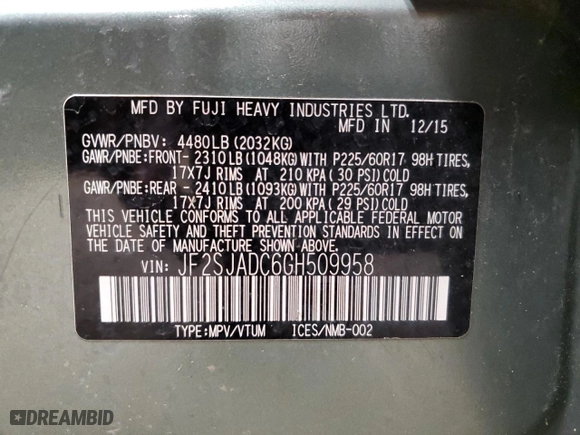 MFD BY FUJI HEAVY INDUSTRIES LTD.
MFD IN 12/15
GVWR/PNBV: 4480LB (2032KG)
GAWR/PNBE:FRONT- 2310LB (1048KG) WITH P225/60R17 98H TIRES,
17X7J RIMS AT 210 KPA ( 30 PSI) COLD
GAWR/PNBE:REAR - 2410LB (1093KG) WITH P225/60R17 98H TIRES,
17X7J RIMS AT 200 KPA ( 29 PSI) COLD
THIS VEHICLE CONFORMS TO ALL APPLICABLE FEDERAL MOTOR
VEHICLE SAFETY AND THEFT PREVENTION STANDARDS IN EFFECT
ON THE DATE OF MANUFACTURE SHOWN ABOVE.
VIN: JF2SJADC6GH509958
TYPE:MPV/VTUM ICES/NMB-002
DREAMBID